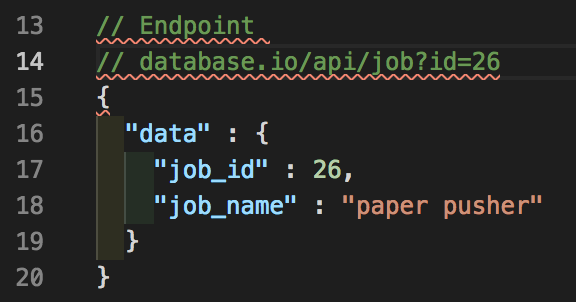 13 // Endpoint
14 // database.io/api/job?id=26
15 {
16 "data" : {
17 "job_id" : 26,
18 "job_name" : "paper pusher"
19 }
20 }